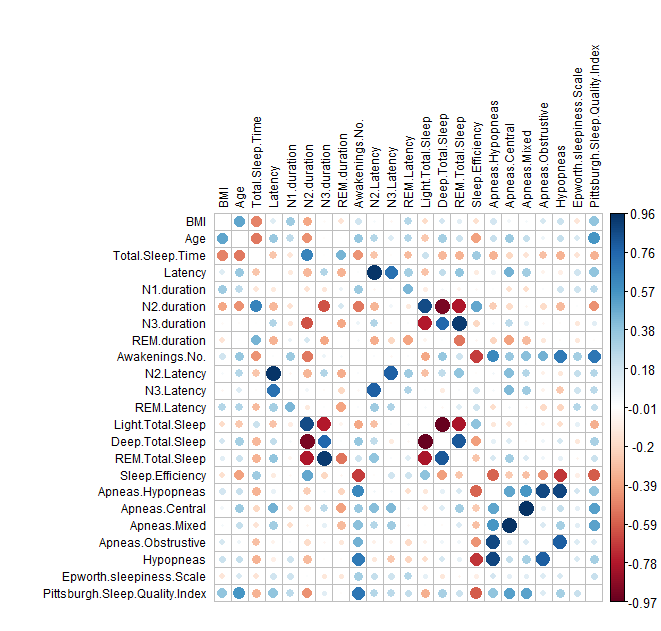 BMI
Age
Total.Sleep.Time
Latency
N1.duration
N2.duration
N3.duration
REM.duration
Awakenings.No.
N2.Latency
N3.Latency
REM.Latency
Light.Total.Sleep
Deep.Total.Sleep
REM.Total.Sleep
Sleep.Efficiency
Apneas.Hypopneas
Apneas.Central
Apneas.Mixed
Apneas.Obstrustive
Hypopneas
Epworth.sleepiness.Scale
Pittsburgh.Sleep.Quality.Index
BMI
Age
Total.Sleep.Time
Latency
N1.duration
N2.duration
N3.duration
REM.duration
Awakenings.No.
N2.Latency
N3.Latency
REM.Latency
Light.Total.Sleep
Deep.Total.Sleep
REM.Total.Sleep
Sleep.Efficiency
Apneas.Hypopneas
Apneas.Central
Apneas.Mixed
Apneas.Obstrustive
Hypopneas
Epworth.sleepiness.Scale
Pittsburgh.Sleep.Quality.Index
0.96
0.76
0.57
0.38
0.18
-0.01
-0.2
-0.39
-0.59
-0.78
-0.97